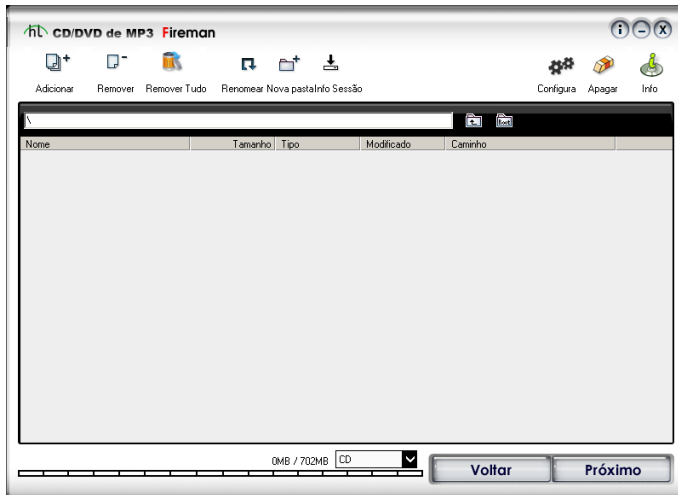 ht CD/DVD de MP3 Fireman
Adicionar Remover Remover Tudo Renomear Nova pasta Info Sessão Configura Apagar Info
\
Nome Tamanho Tipo Modificado Caminho
0MB / 702MB CD
Voltar Próximo